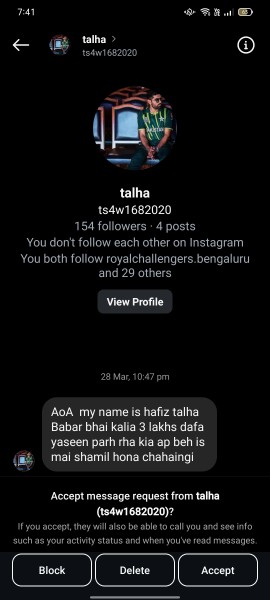 7:41
talha >
ts4w1682020
talha
ts4w1682020
154 followers · 4 posts
You don't follow each other on Instagram
You both follow royalchallengers.bengaluru
and 29 others
View Profile
28 Mar, 10:47 pm
AoA my name is hafiz talha
Babar bhai kalia 3 lakhs dafa
yaseen parh rha kia ap beh is
mai shamil hona chahaingi
Accept message request from talha
(ts4w1682020)?
If you accept, they will also be able to call you and see info
such as your activity status and when you've read messages.
Block
Delete
Accept